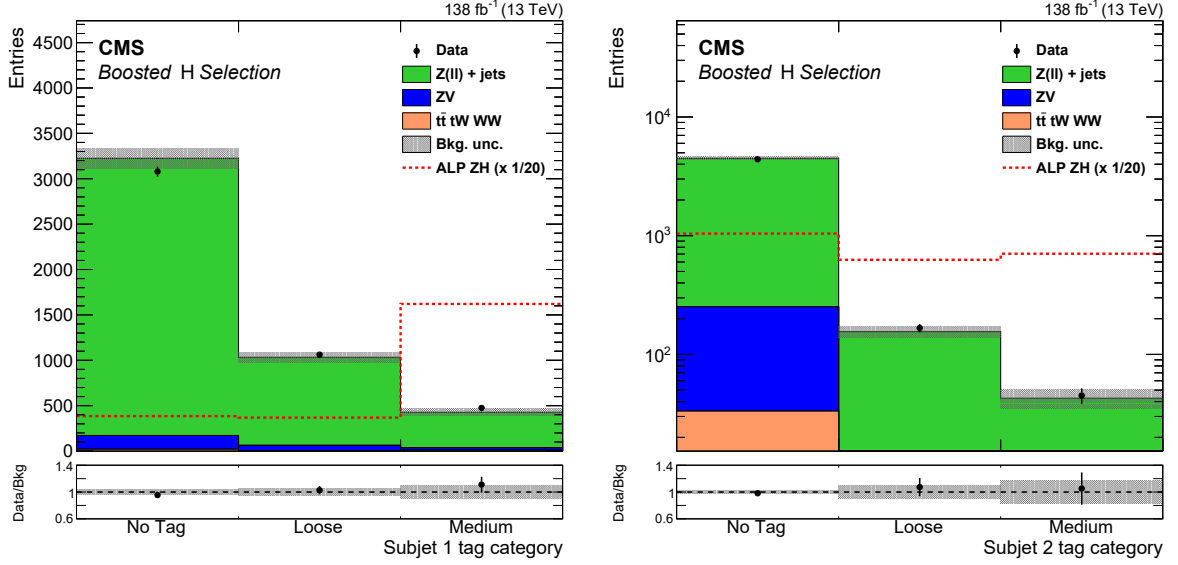 138 fb⁻¹ (13 TeV)
Entries
4500
4000
3500
3000
2500
2000
1500
1000
500
0
CMS
Boosted H Selection
Data
Z(ll) + jets
ZV
tt̄ tW WW
Bkg. unc.
ALP ZH (x 1/20)
Data/Bkg
1.4
1
0.6
No Tag Loose Medium
Subjet 1 tag category
138 fb⁻¹ (13 TeV)
Entries
10⁴
10³
10²
CMS
Boosted H Selection
Data
Z(ll) + jets
ZV
tt̄ tW WW
Bkg. unc.
ALP ZH (x 1/20)
Data/Bkg
1.4
1
0.6
No Tag Loose Medium
Subjet 2 tag category